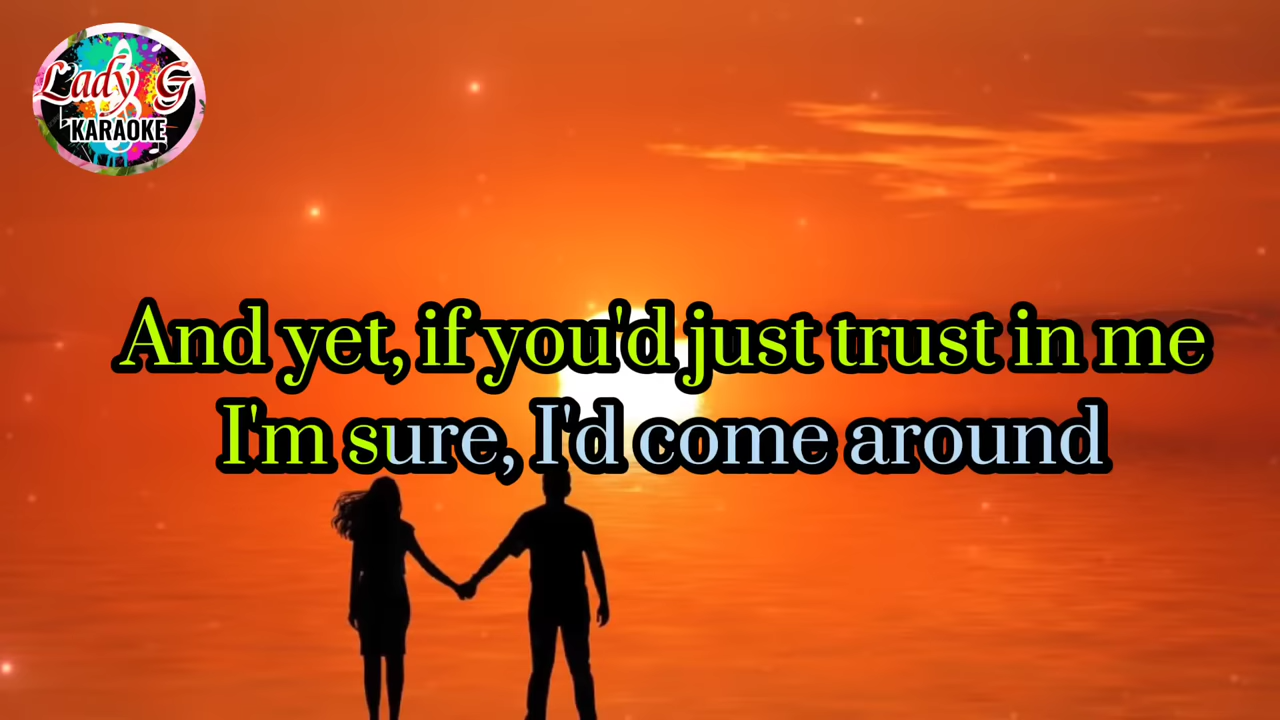 Lady G
KARAOKE
And yet, if you'd just trust in me
I'm sure, I'd come around